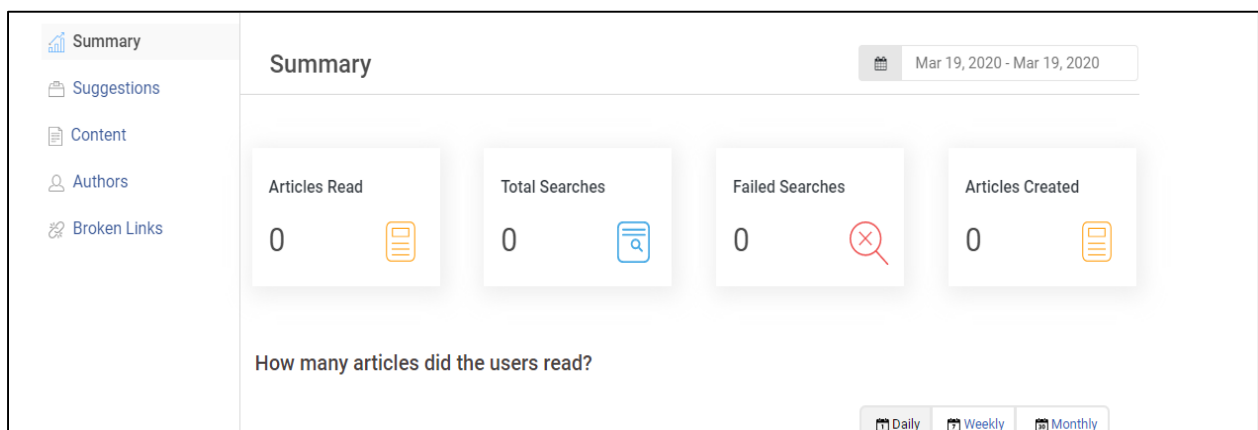 Summary
Suggestions
Content
Authors
Broken Links
Summary
Mar 19, 2020 - Mar 19, 2020
Articles Read
0
Total Searches
0
Failed Searches
0
Articles Created
0
How many articles did the users read?
Daily
Weekly
Monthly